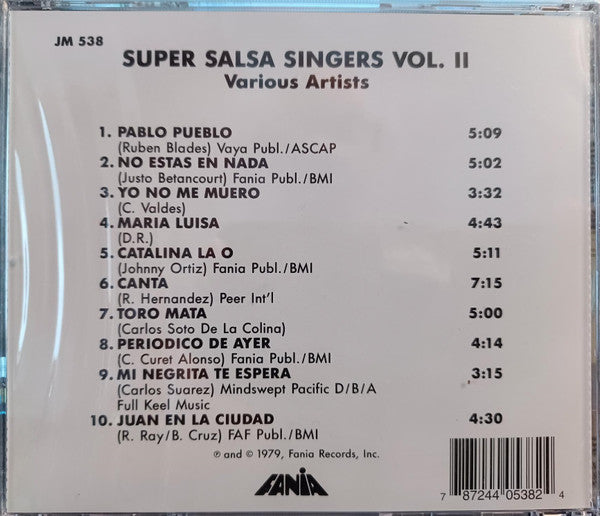 JM 538
SUPER SALSA SINGERS VOL. II
Various Artists
1. PABLO PUEBLO 5:09
(Ruben Blades) Vaya Publ./ASCAP
2. NO ESTAS EN NADA 5:02
(Justo Betancourt) Fania Publ./BMI
3. YO NO ME MUERO 3:32
(C. Valdes)
4. MARIA LUISA 4:43
(D.R.)
5. CATALINA LA O 5:11
(Johnny Ortiz) Fania Publ./BMI
6. CANTA 7:15
(R. Hernandez) Peer Int'l
7. TORO MATA 5:00
(Carlos Soto De La Colina)
8. PERIODICO DE AYER 4:14
(C. Curet Alonso) Fania Publ./BMI
9. MI NEGRITA TE ESPERA 3:15
(Carlos Suarez) Mindswept Pacific D/B/A
Full Keel Music
10. JUAN EN LA CIUDAD 4:30
(R. Ray/B. Cruz) FAF Publ./BMI
℗ and © 1979, Fania Records, Inc.
FANIA
7 87244 05382 4